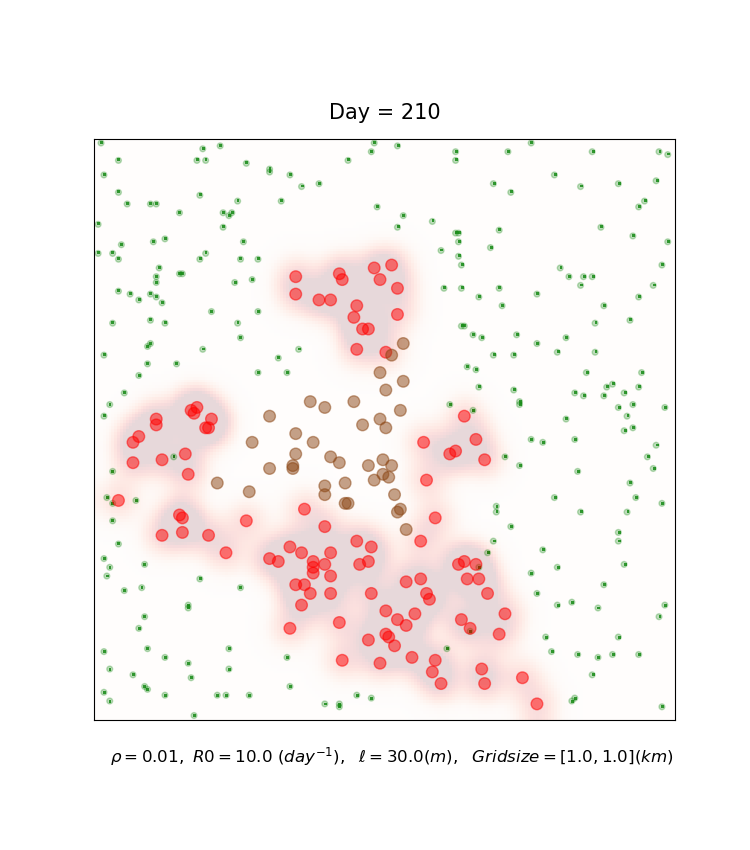 Day = 210
ρ = 0.01, R0 = 10.0 (day⁻¹), ℓ = 30.0(m), Gridsize = [1.0, 1.0](km)